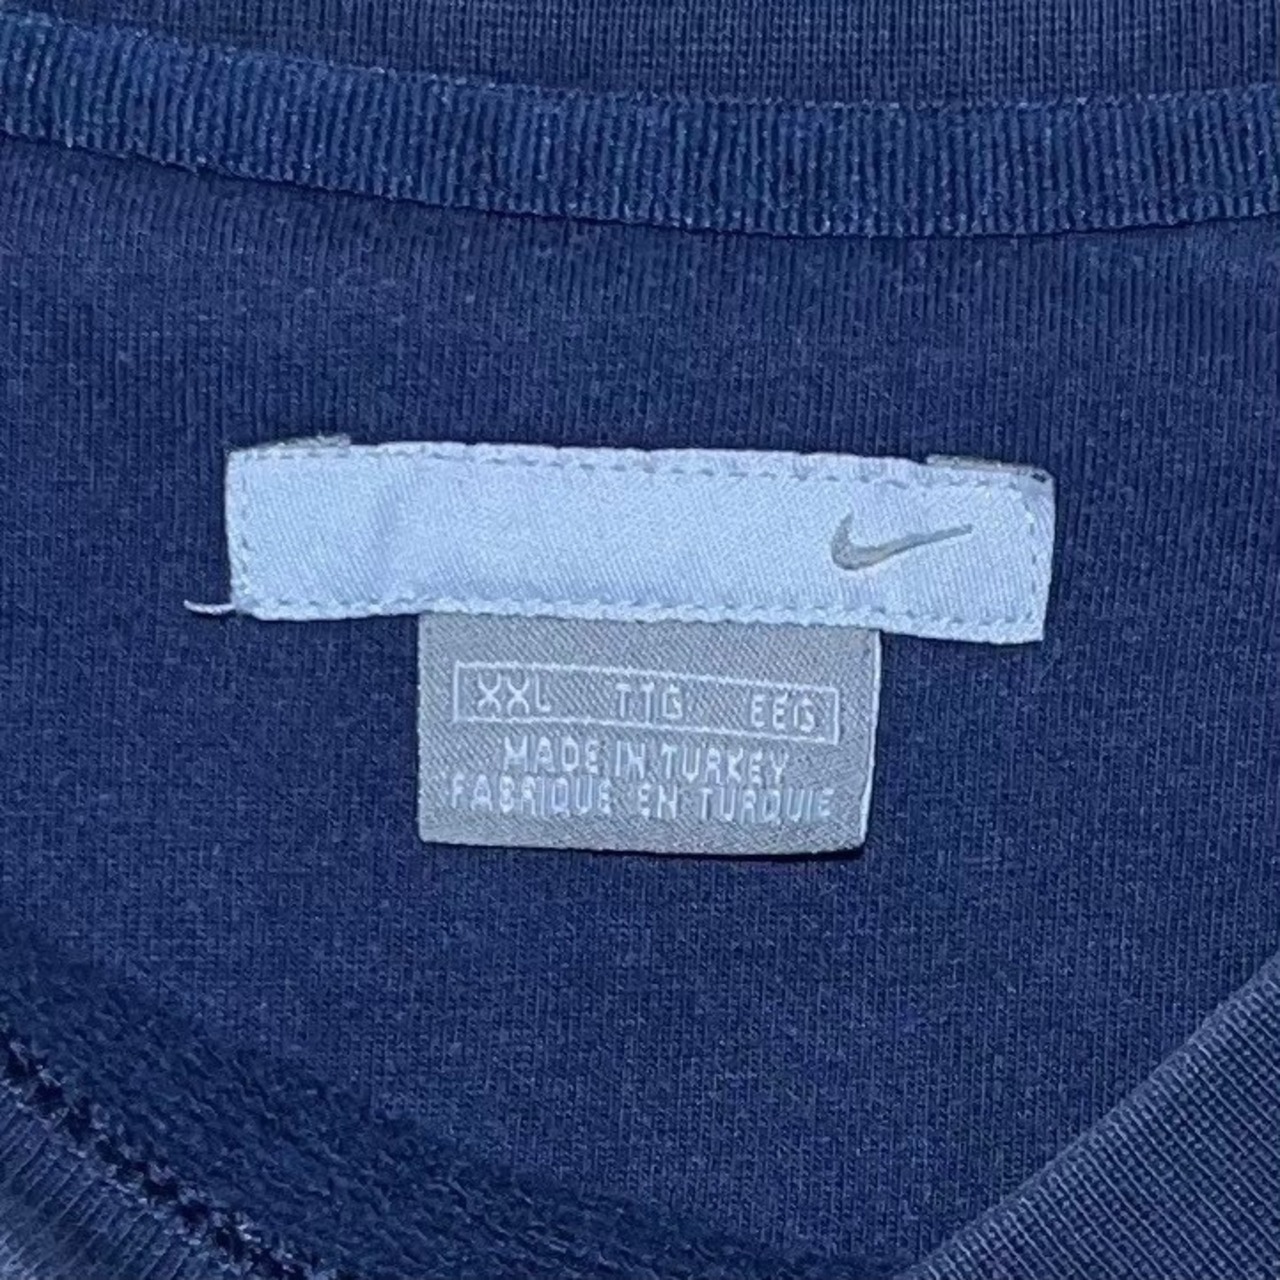 XXL TTG EEG
MADE IN TURKEY
FABRIQUE EN TURQUIE